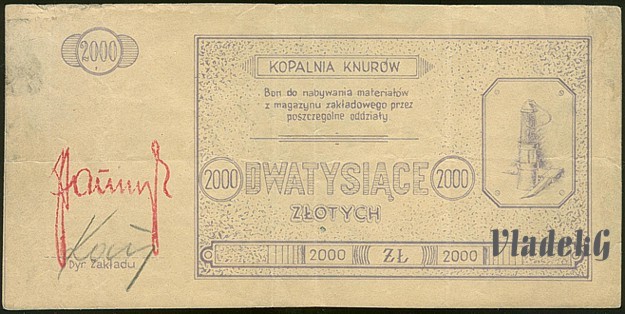 2000
KOPALNIA KNURÓW
Bon do nabywania materiałów
z magazynu zakładowego przez
poszczególne oddziały.
2000 DWATYSIĄCE 2000
ZŁOTYCH
2000 ZŁ 2000
Dyr. Zakładu
VladekG